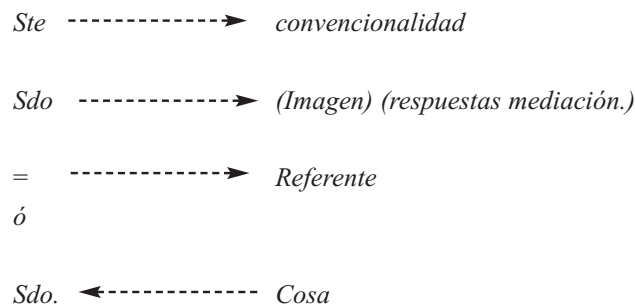 Ste convencionalidad
Sdo (Imagen) (respuestas mediación.)
= Referente
ó
Sdo. Cosa